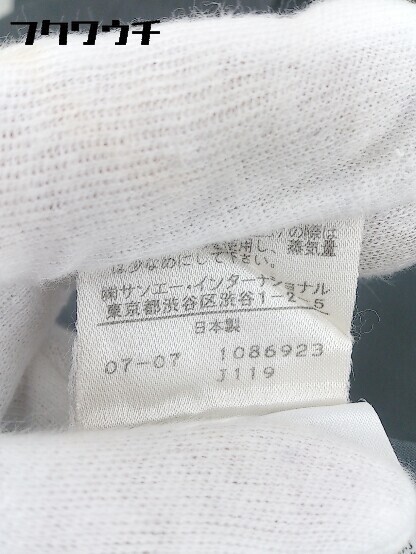 フクウクチ
の際は
使用し、蒸気量
は少なめにして下さい。
㈱サンエー・インターナショナル
東京都渋谷区渋谷1-2-5
日本製
07-07 1086923
J119